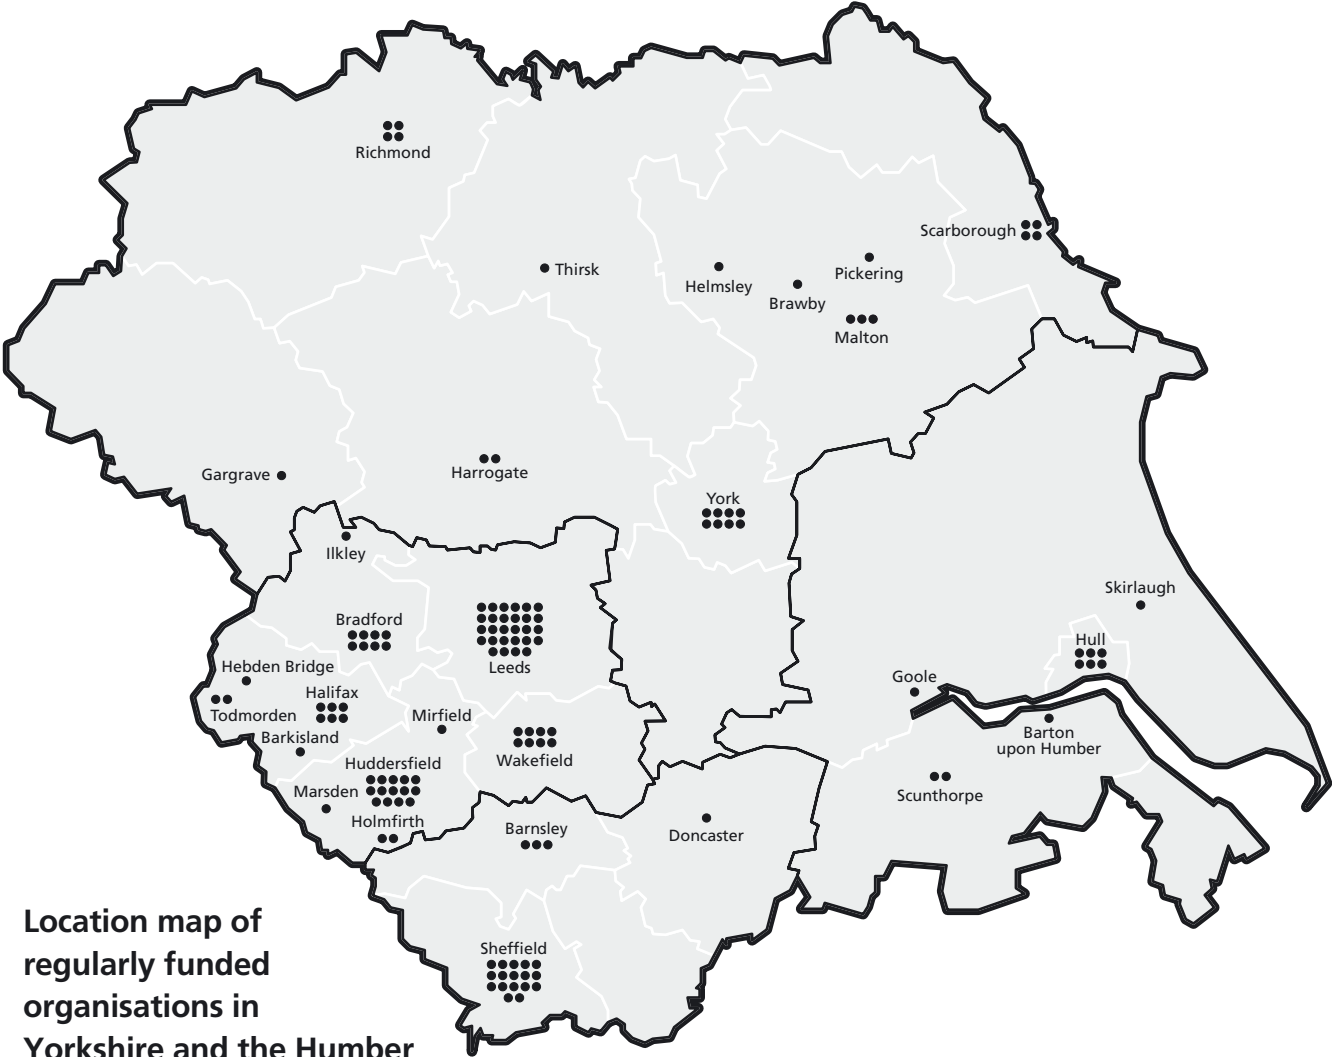 Richmond
Scarborough
Thirsk
Pickering
Helmsley
Brawby
Malton
Harrogate
Gargrave
York
Ilkley
Skirlaugh
Bradford
Hull
Hebden Bridge
Leeds
Goole
Halifax
Todmorden
Mirfield
Barkisland
Barton
upon Humber
Wakefield
Huddersfield
Marsden
Scunthorpe
Holmfirth
Barnsley
Doncaster
Sheffield
Location map of
regularly funded
organisations in
Yorkshire and the Humber